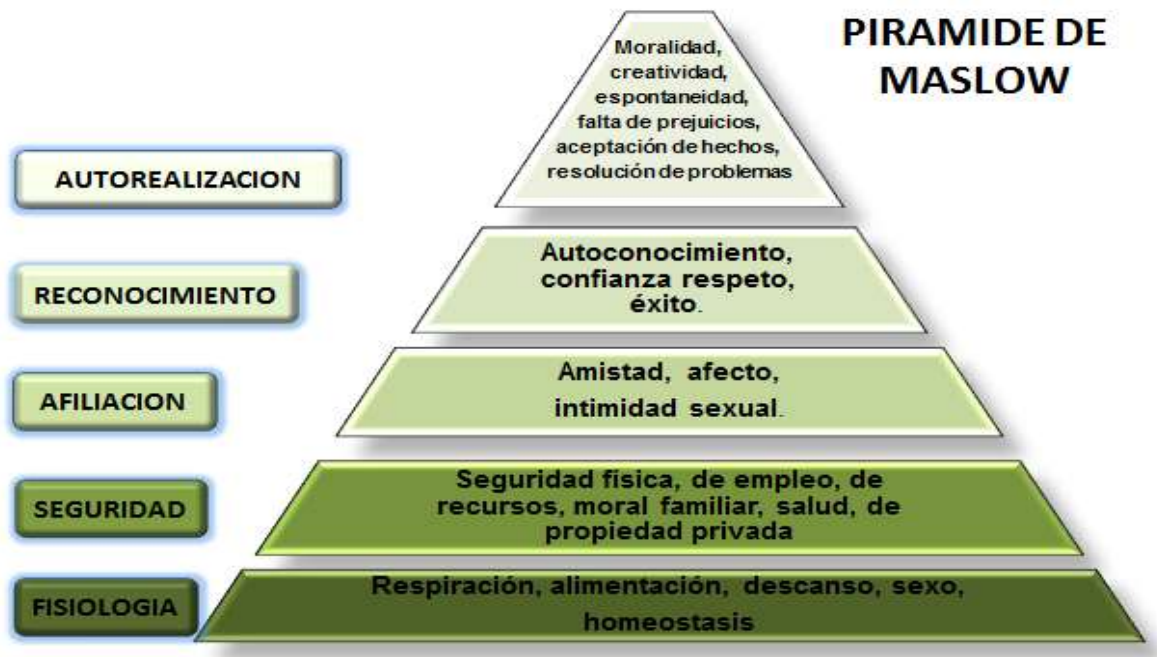 PIRAMIDE DE
MASLOW
Moralidad,
creatividad,
espontaneidad,
falta de prejuicios,
aceptación de hechos,
resolución de problemas
AUTOREALIZACION
Autoconocimiento,
confianza respeto,
éxito.
RECONOCIMIENTO
Amistad, afecto,
intimidad sexual.
AFILIACION
Seguridad física, de empleo, de
recursos, moral familiar, salud, de
propiedad privada
SEGURIDAD
Respiración, alimentación, descanso, sexo,
homeostasis
FISIOLOGIA